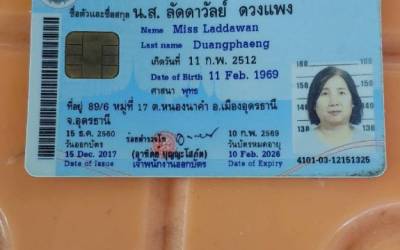 ชื่อตัวและชื่อสกุล น.ส. ลัดดาวัลย์ ดวงแพง
Name Miss Laddawan
Last name Duangphaeng
เกิดวันที่ 11 ก.พ. 2512
Date of Birth 11 Feb. 1969
ศาสนา พุทธ
ที่อยู่ 89/6 หมู่ที่ 17 ต.หนองนาคำ อ.เมืองอุดรธานี
จ.อุดรธานี
15 ธ.ค. 2560
วันออกบัตร
15 Dec. 2017
Date of Issue
เจ้าพนักงานออกบัตร
10 ก.พ. 2569
วันบัตรหมดอายุ
10 Feb. 2026
Date of Expiry
160 160
150 150
4101-03-12151325